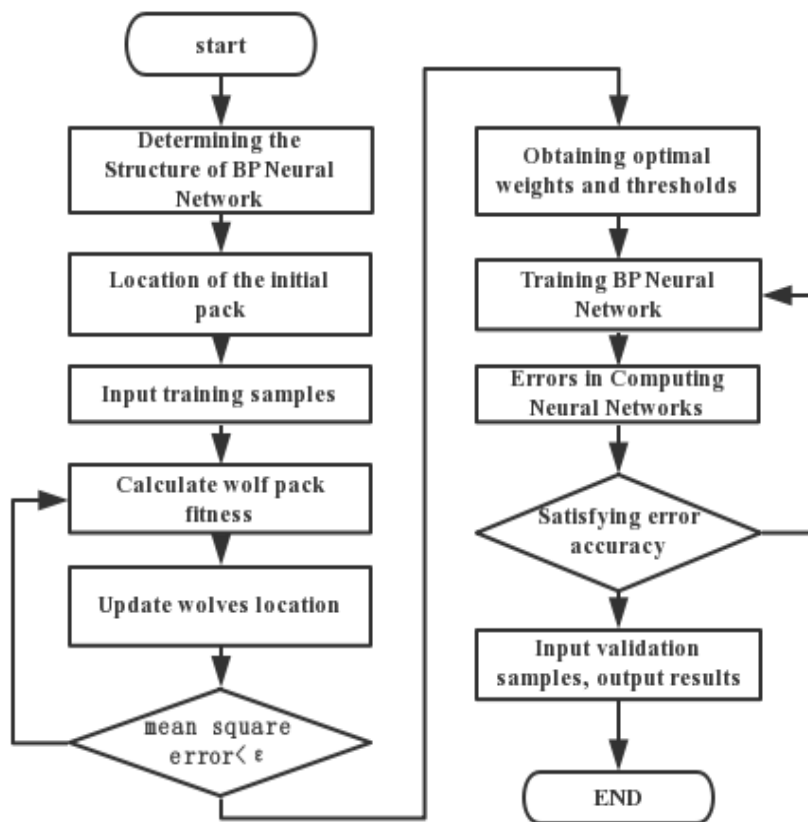 start
Determining the
Structure of BP Neural
Network
Location of the initial
pack
Input training samples
Calculate wolf pack
fitness
Update wolves location
mean square
error< ε
Obtaining optimal
weights and thresholds
Training BP Neural
Network
Errors in Computing
Neural Networks
Satisfying error
accuracy
Input validation
samples, output results
END